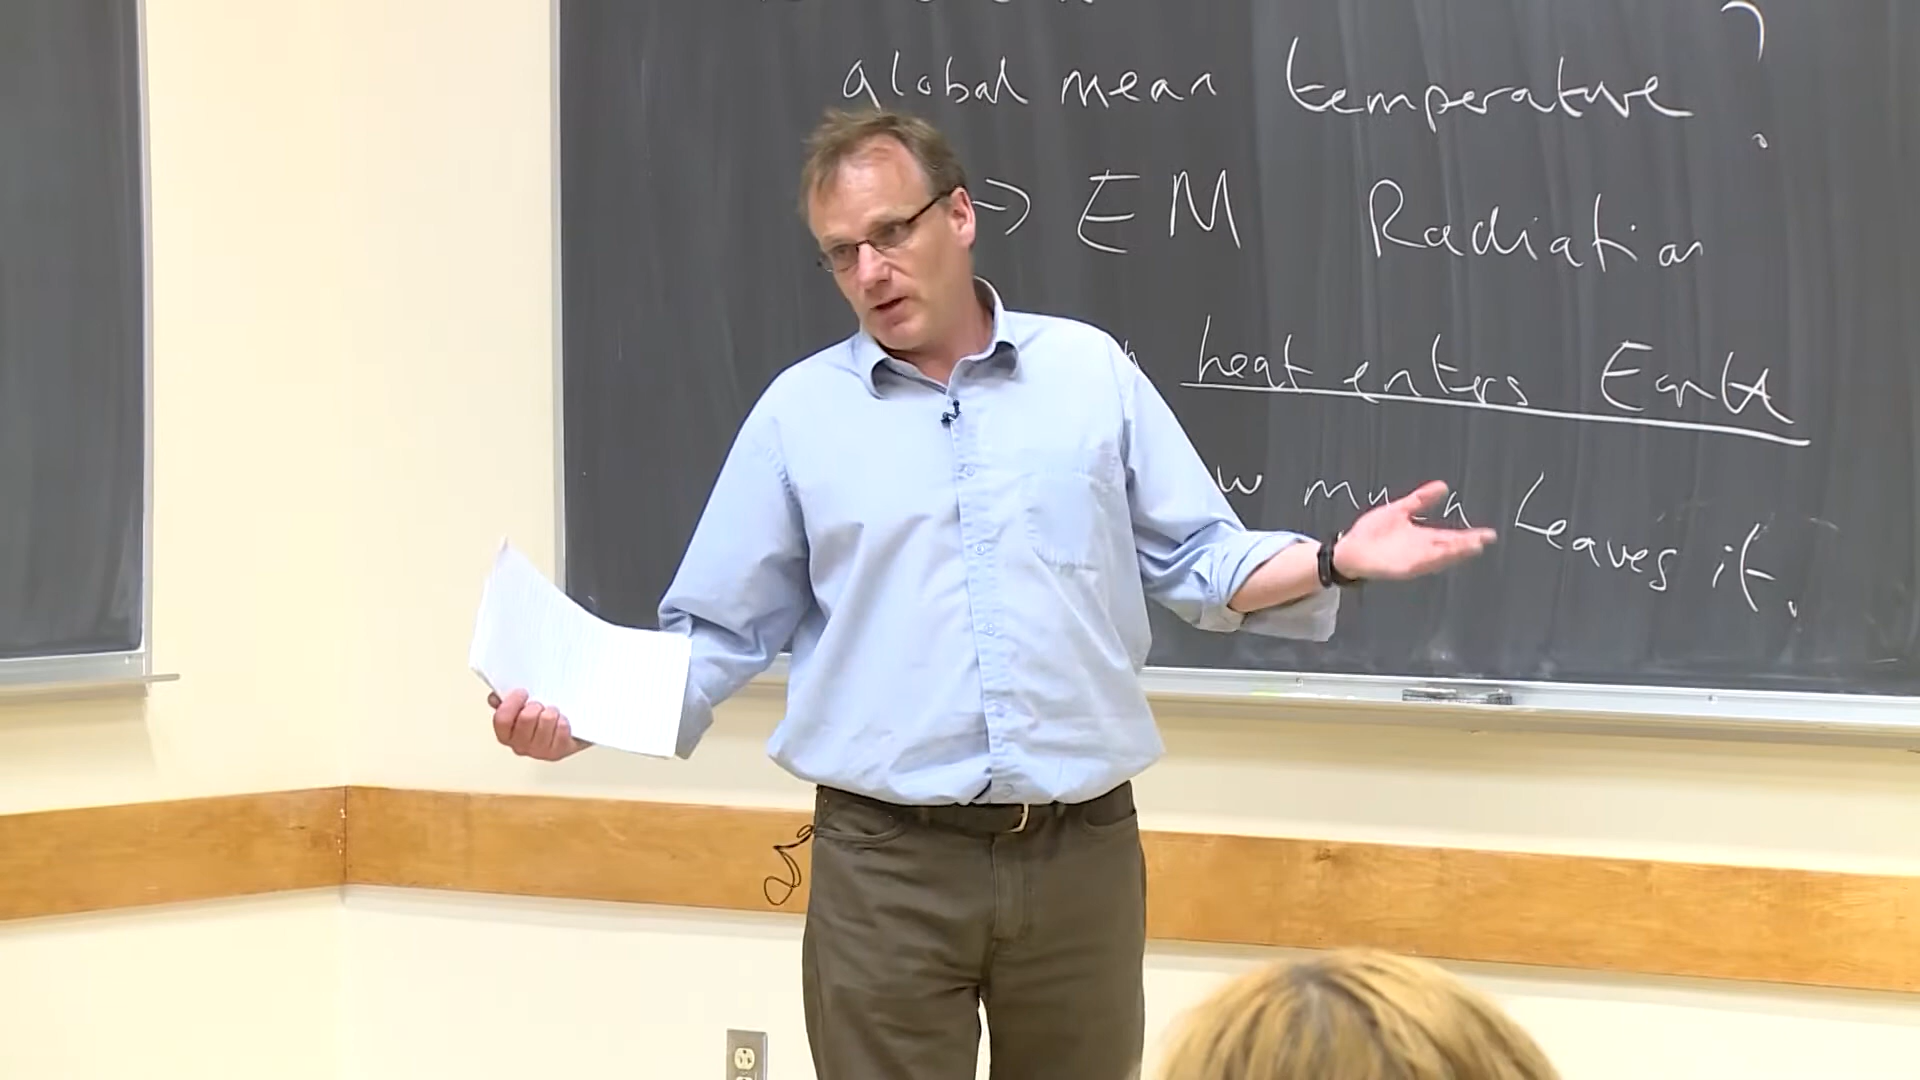 global mean temperature ?
→ EM Radiation
heat enters Earth
much leaves it.